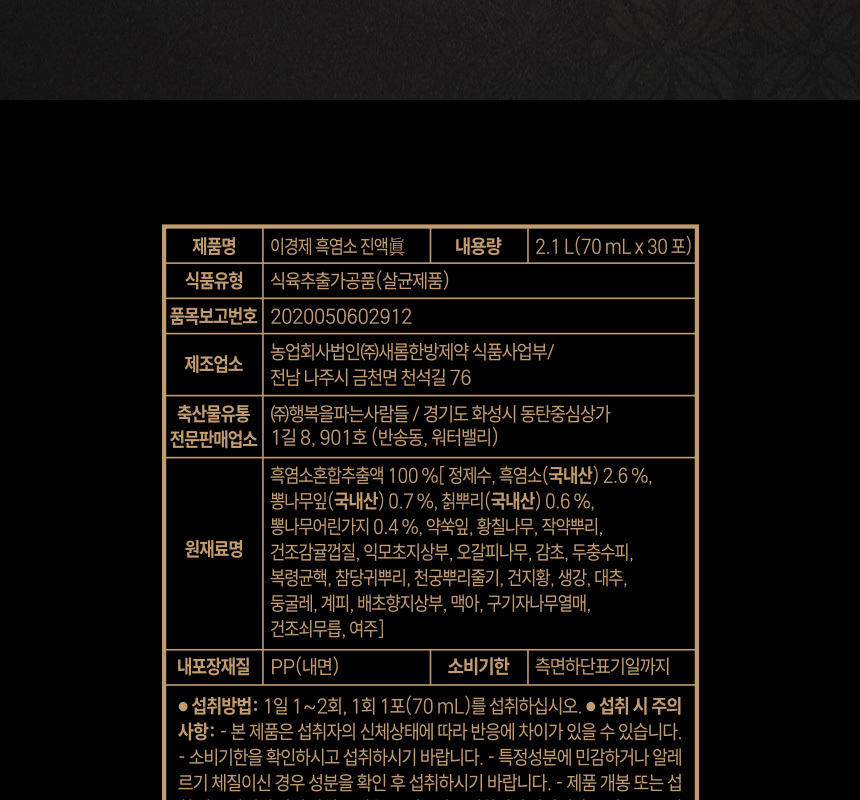 제품명 이경제 흑염소 진액眞 내용량 2.1 L(70 mL x 30 포)
식품유형 식육추출가공품(살균제품)
품목보고번호 2020050602912
제조업소 농업회사법인㈜새롬한방제약 식품사업부/
전남 나주시 금천면 천석길 76
축산물유통
전문판매업소
㈜행복을파는사람들 / 경기도 화성시 동탄중심상가
1길 8, 901호 (반송동, 워터밸리)
원재료명
흑염소혼합추출액 100 %[ 정제수, 흑염소(국내산) 2.6 %,
뽕나무잎(국내산) 0.7 %, 칡뿌리(국내산) 0.6 %,
뽕나무어린가지 0.4 %, 약쑥잎, 황칠나무, 작약뿌리,
건조감귤껍질, 익모초지상부, 오갈피나무, 감초, 두충수피,
복령균핵, 참당귀뿌리, 천궁뿌리줄기, 건지황, 생강, 대추,
둥굴레, 계피, 배초향지상부, 맥아, 구기자나무열매,
건조쇠무릅, 여주]
내포장재질 PP(내면) 소비기한 측면하단표기일까지
● 섭취방법: 1일 1~2회, 1회 1포(70 mL)를 섭취하십시오. ● 섭취 시 주의
사항: - 본 제품은 섭취자의 신체상태에 따라 반응에 차이가 있을 수 있습니다.
- 소비기한을 확인하시고 섭취하시기 바랍니다. - 특정성분에 민감하거나 알레
르기 체질이신 경우 성분을 확인 후 섭취하시기 바랍니다. - 제품 개봉 또는 섭